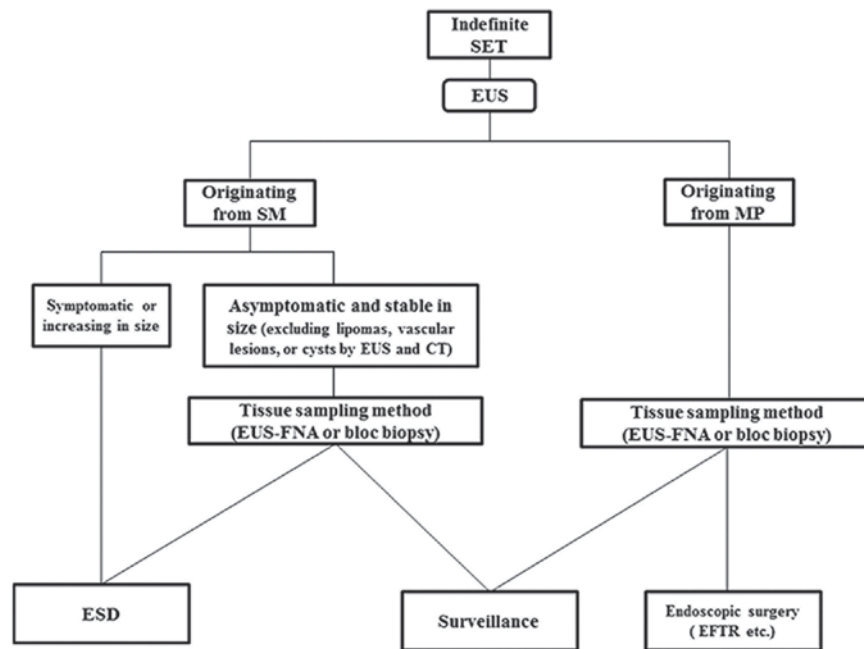 Indefinite
SET
EUS
Originating
from SM
Originating
from MP
Symptomatic or
increasing in size
Asymptomatic and stable in
size (excluding lipomas, vascular
lesions, or cysts by EUS and CT)
Tissue sampling method
(EUS-FNA or bloc biopsy)
Tissue sampling method
(EUS-FNA or bloc biopsy)
ESD
Surveillance
Endoscopic surgery
( EFTR etc.)